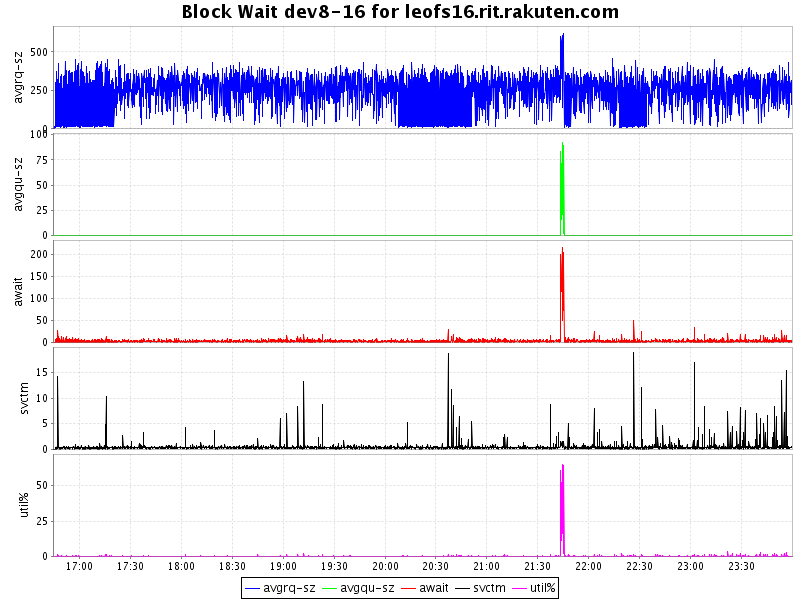 Block Wait dev8-16 for leofs16.rit.rakuten.com
avgrq-sz
500
250
0
avgqu-sz
100
75
50
25
0
await
200
150
100
50
0
svctm
15
10
5
0
util%
50
25
0
17:00 17:30 18:00 18:30 19:00 19:30 20:00 20:30 21:00 21:30 22:00 22:30 23:00 23:30
avgrq-sz avgqu-sz await svctm util%